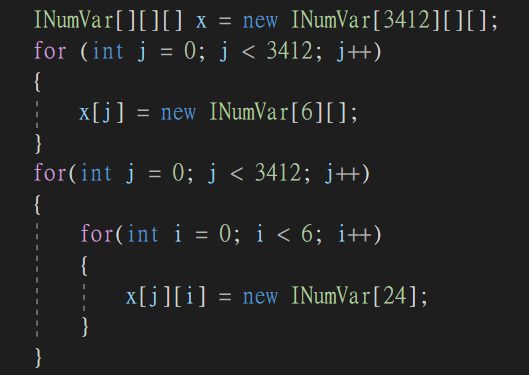 INumVar[][][] x = new INumVar[3412][][];
for (int j = 0; j < 3412; j++)
{
x[j] = new INumVar[6][];
}
for(int j = 0; j < 3412; j++)
{
for(int i = 0; i < 6; i++)
{
x[j][i] = new INumVar[24];
}
}